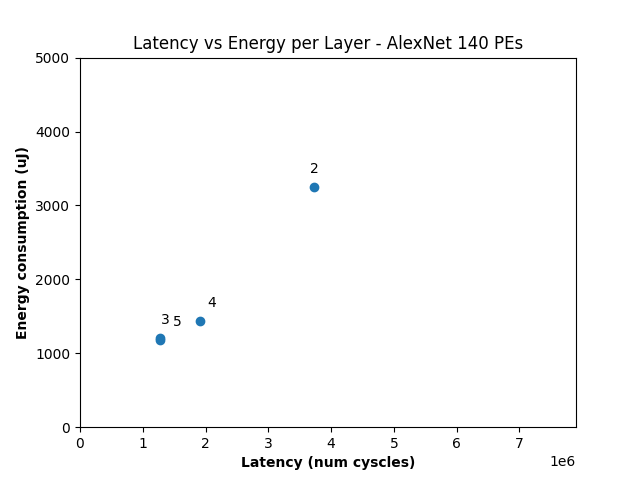 Latency vs Energy per Layer - AlexNet 140 PEs
Energy consumption (uJ)
5000
4000
3000
2000
1000
0
2
4
3
5
0 1 2 3 4 5 6 7
1e6
Latency (num cyscles)